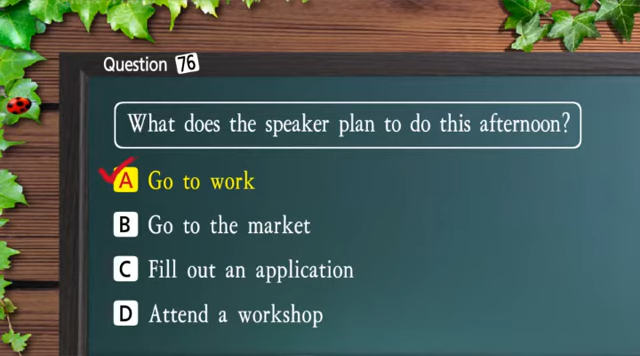 Question 76
What does the speaker plan to do this afternoon?
A Go to work
B Go to the market
C Fill out an application
D Attend a workshop